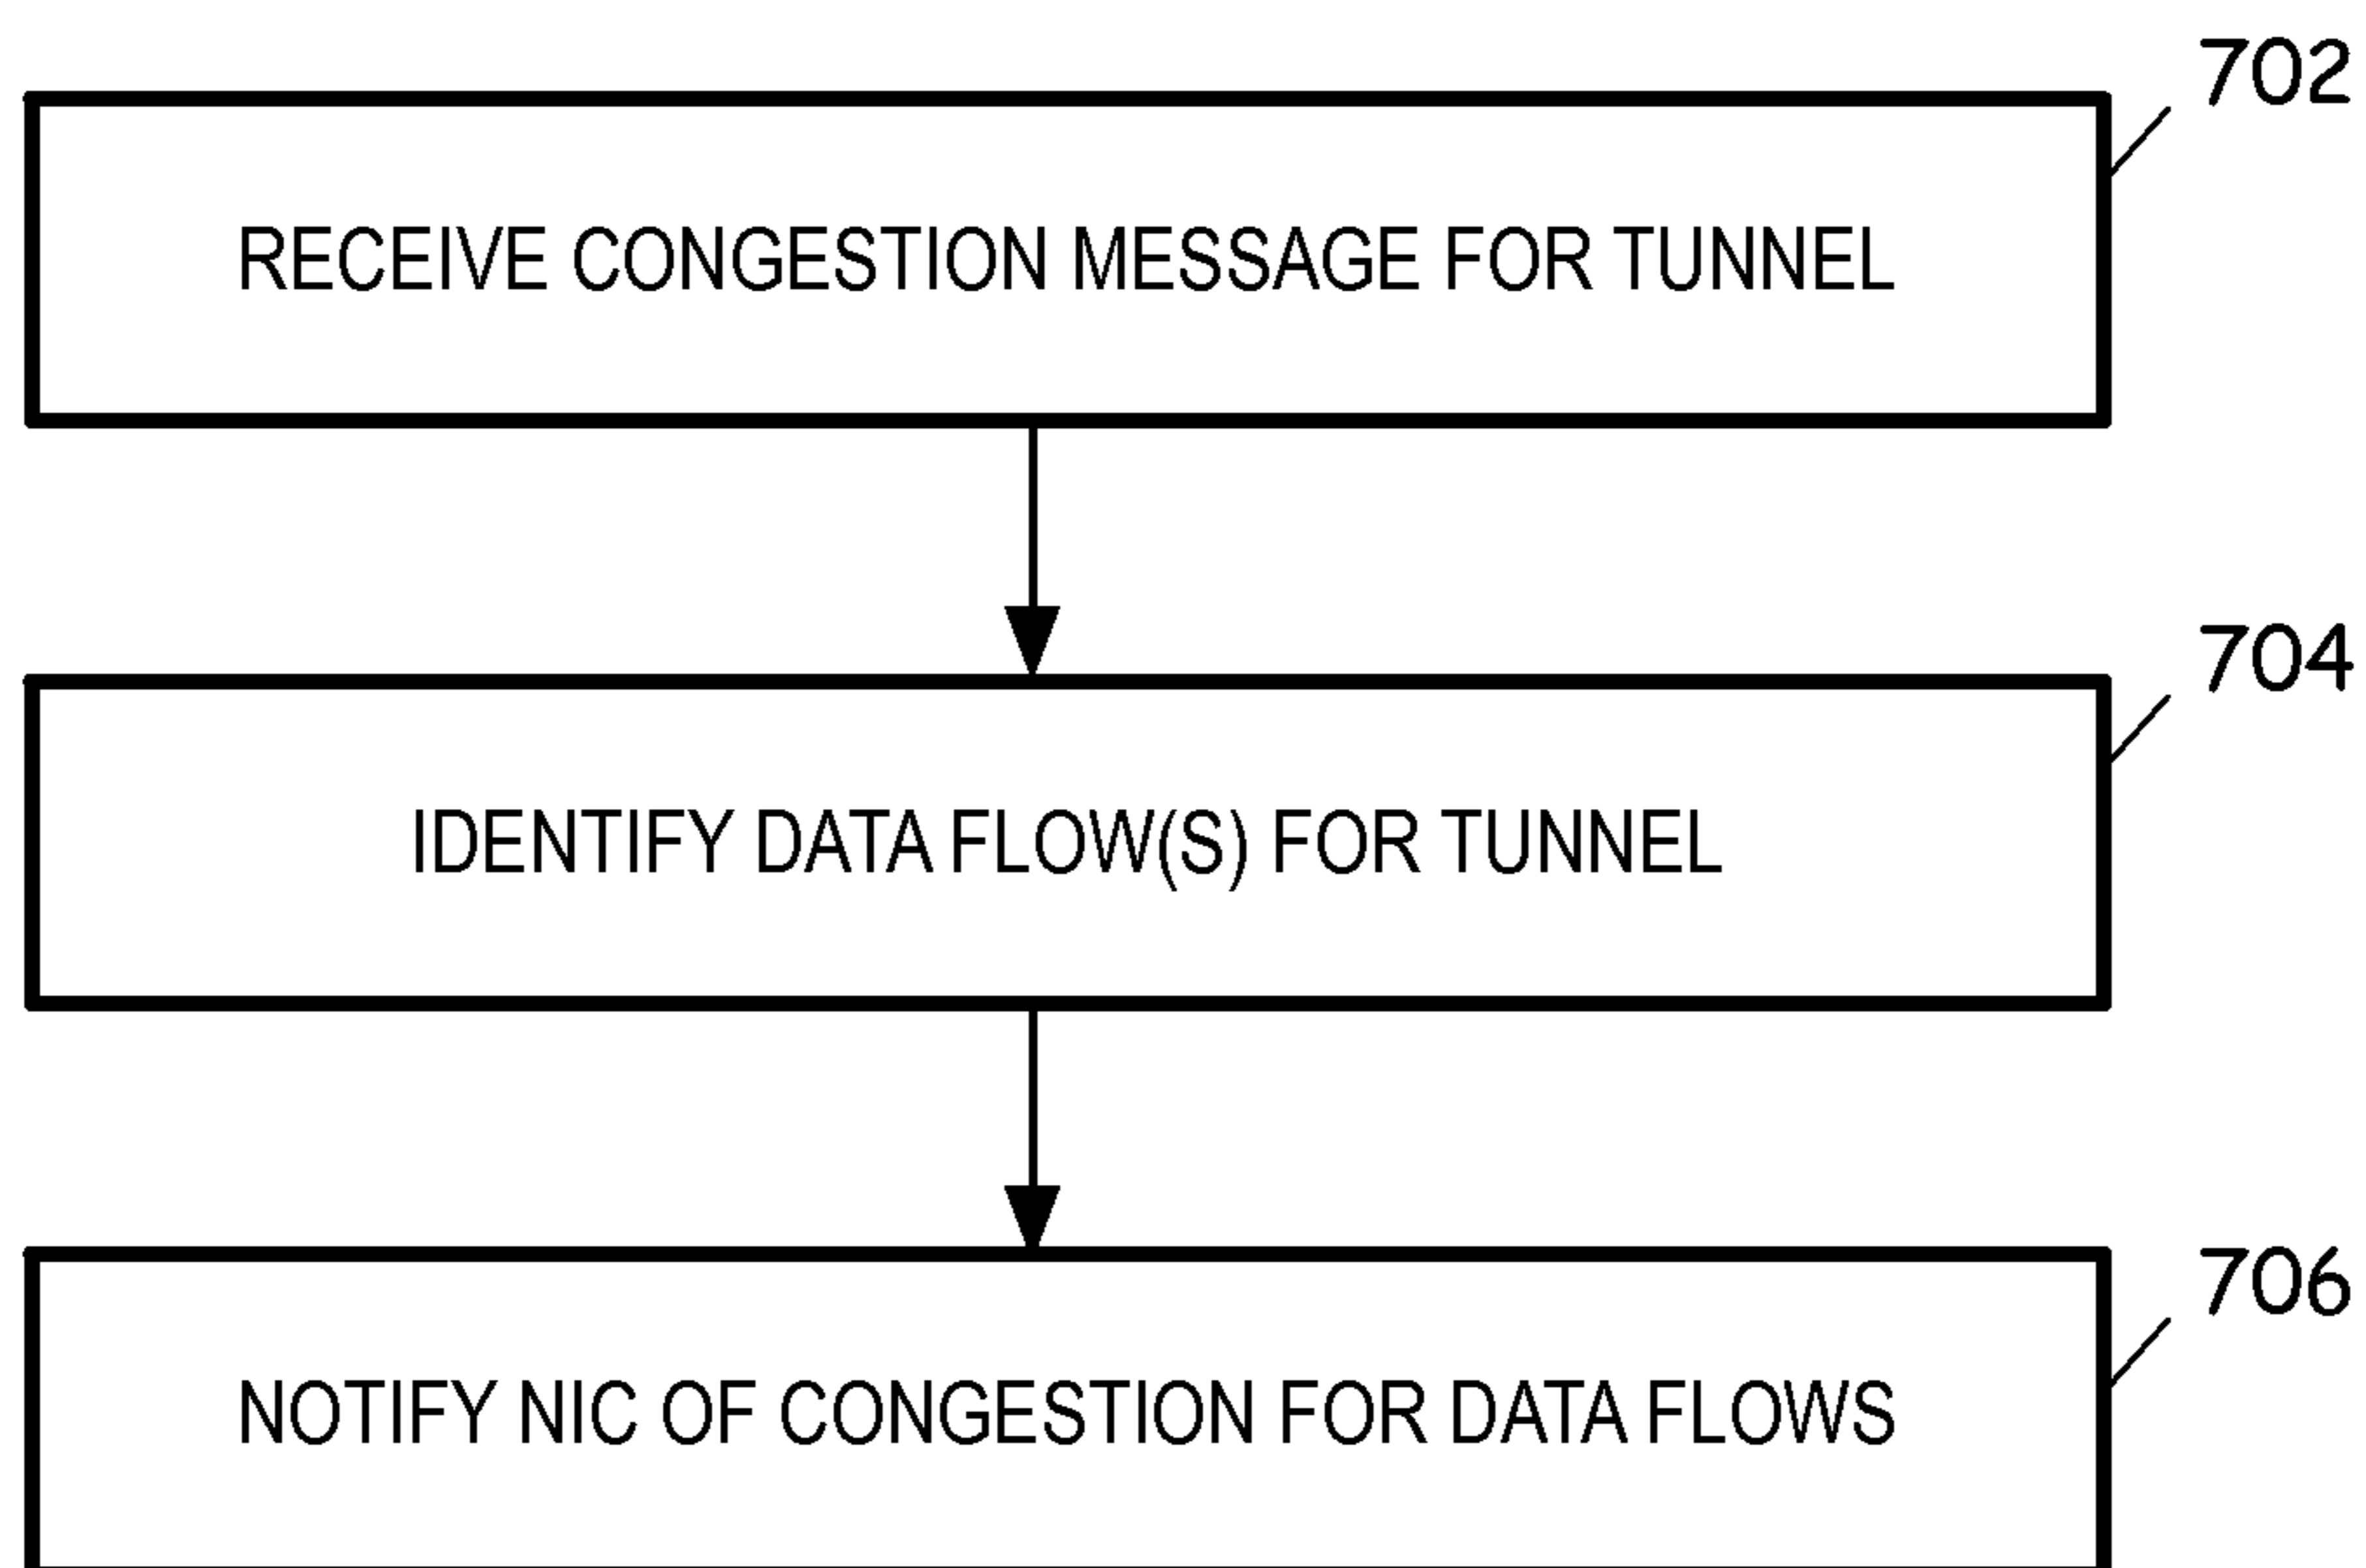 702
RECEIVE CONGESTION MESSAGE FOR TUNNEL
704
IDENTIFY DATA FLOW(S) FOR TUNNEL
706
NOTIFY NIC OF CONGESTION FOR DATA FLOWS